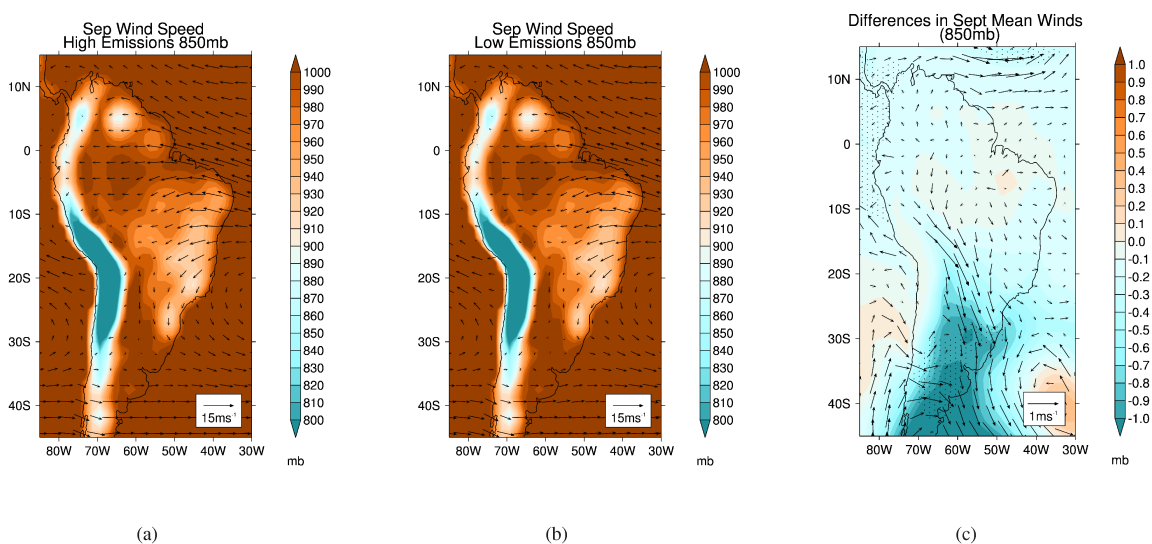 Sep Wind Speed
High Emissions 850mb
10N
0
10S
20S
30S
40S
80W 70W 60W 50W 40W 30W
15ms-1
1000
980
970
960
950
940
930
920
910
900
890
880
870
860
850
840
830
820
810
800
mb
(a)
Sep Wind Speed
Low Emissions 850mb
10N
0
10S
20S
30S
40S
80W 70W 60W 50W 40W 30W
15ms-1
1000
980
970
960
950
940
930
920
910
900
890
880
870
860
850
840
830
820
810
800
mb
(b)
Differences in Sept Mean Winds
(850mb)
10N
0
10S
20S
30S
40S
80W 70W 60W 50W 40W 30W
1ms-1
1.0
0.9
0.8
0.7
0.6
0.5
0.4
0.3
0.2
0.1
0.0
-0.1
-0.3
-0.4
-0.5
-0.6
-0.7
-0.8
-0.9
-1.0
mb
(c)